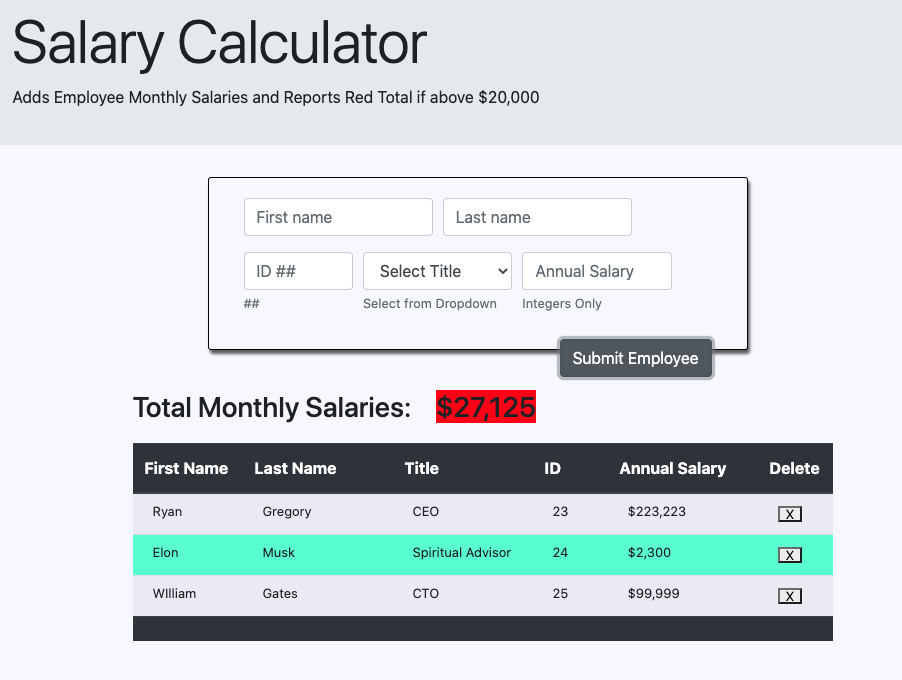 Salary Calculator
Adds Employee Monthly Salaries and Reports Red Total if above $20,000
First name Last name
ID ## Select Title Annual Salary
## Select from Dropdown Integers Only
Submit Employee
Total Monthly Salaries: $27,125
First Name Last Name Title ID Annual Salary Delete
Ryan Gregory CEO 23 $223,223 X
Elon Musk Spiritual Advisor 24 $2,300 X
WIlliam Gates CTO 25 $99,999 X